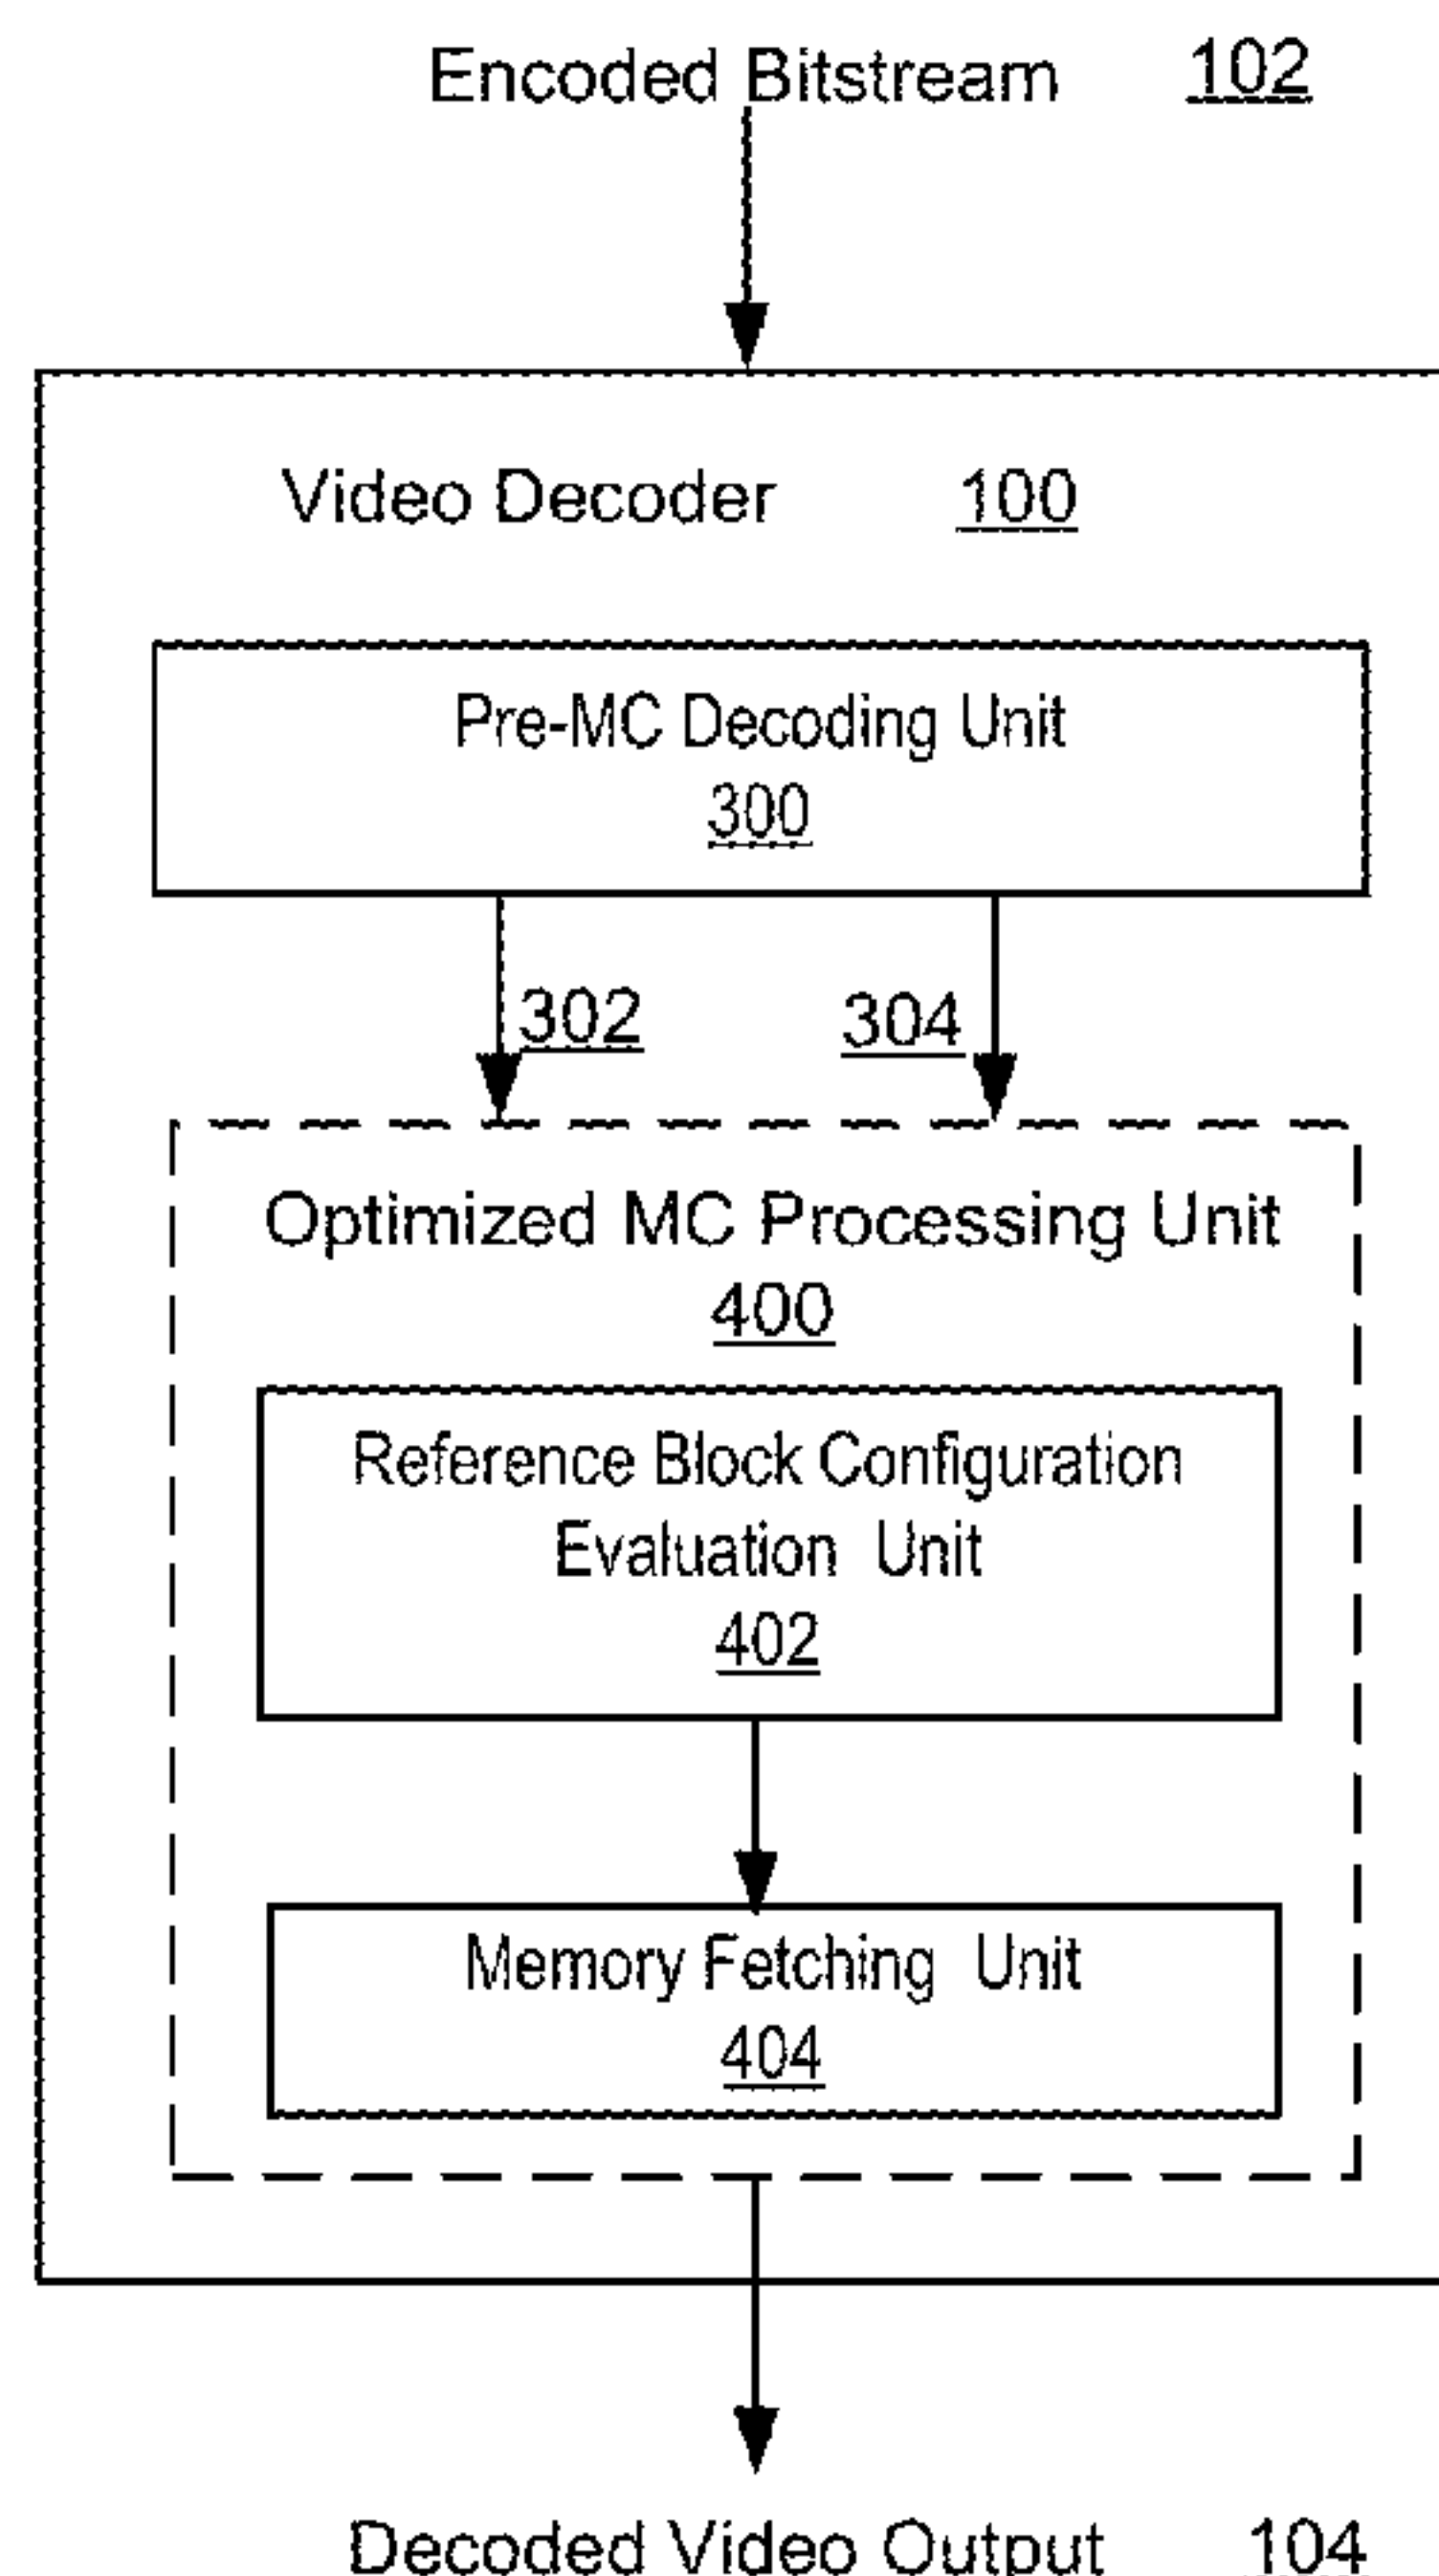 Encoded Bitstream 102
Video Decoder 100
Pre-MC Decoding Unit
300
302 304
Optimized MC Processing Unit
400
Reference Block Configuration
Evaluation Unit
402
Memory Fetching Unit
404
Decoded Video Output 104